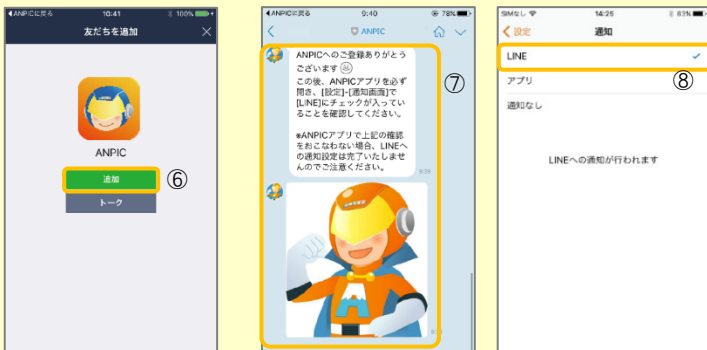 ANPICに戻る 10:41 100%
友だちを追加
ANPIC
追加
トーク
⑥
ANPICに戻る 9:40 78%
ANPIC
ANPICへのご登録ありがとう
ございます
この後、ANPICアプリを必ず
開き、[設定]-[通知画面]で
[LINE]にチェックが入ってい
ることを確認してください。
※ANPICアプリで上記の確認
をおこなわない場合、LINEへ
の通知設定は完了いたしませ
んのでご注意ください。
9:39
⑦
SIMなし 14:26 83%
設定 通知
LINE
アプリ
⑧
通知なし
LINEへの通知が行われます